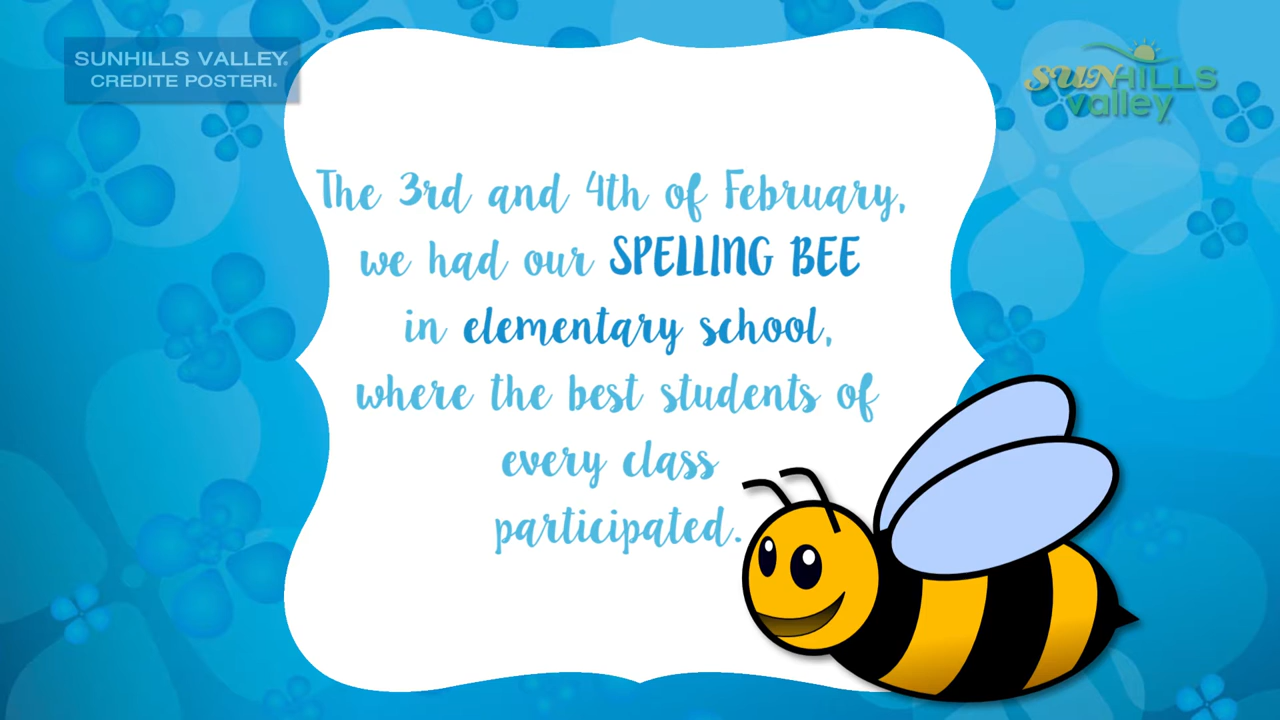 SUNHILLS VALLEY®
CREDITE POSTERI®
SUNHILLS
valley
The 3rd and 4th of February,
we had our SPELLING BEE
in elementary school,
where the best students of
every class
participated.